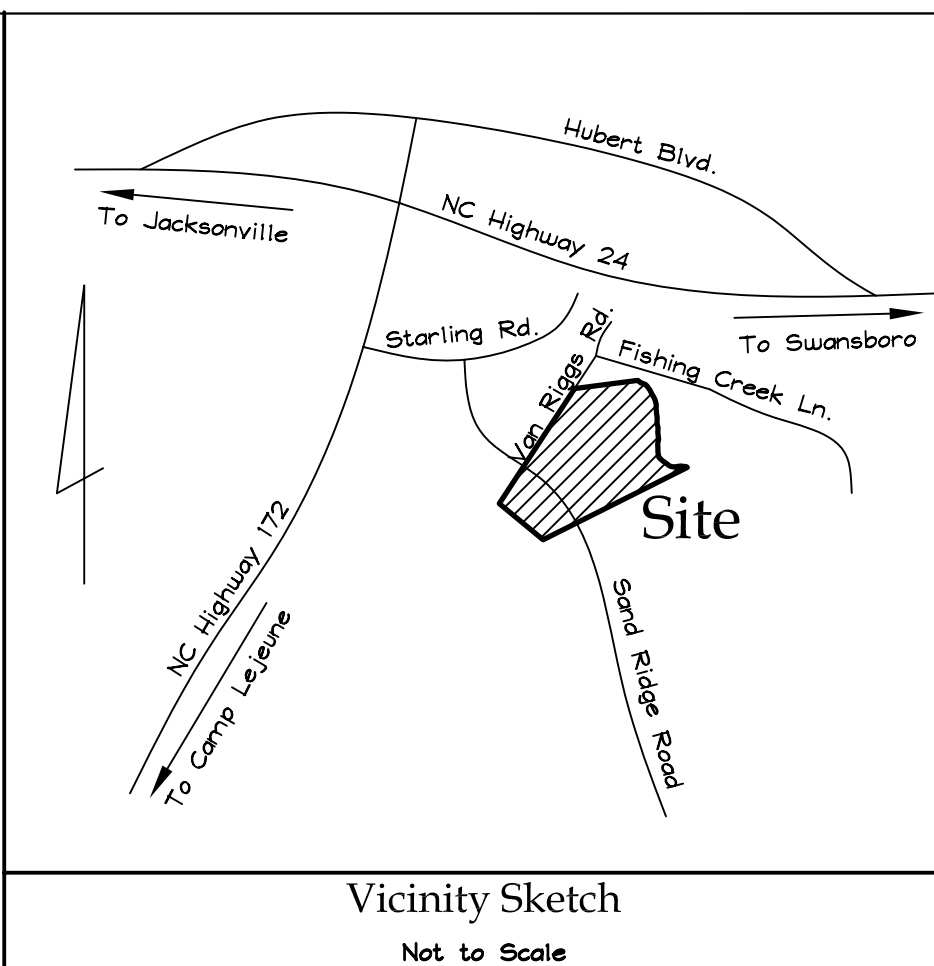 Hubert Blvd.
NC Highway 24
To Jacksonville
Starling Rd.
Van Riggs Rd.
Fishing Creek Ln.
To Swansboro
Site
NC Highway 172
To Camp Lejeune
Sand Ridge Road
Vicinity Sketch
Not to Scale